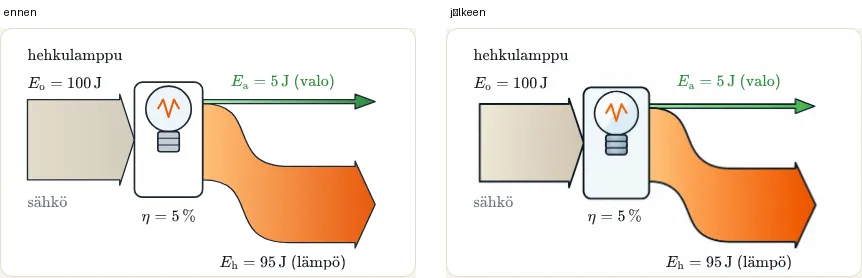 ennen
hehkulamppu
Eₒ = 100 J
Eₐ = 5 J (valo)
sähkö
η = 5 %
Eₕ = 95 J (lämpö)
j▯lkeen
hehkulamppu
Eₒ = 100 J
Eₐ = 5 J (valo)
sähkö
η = 5 %
Eₕ = 95 J (lämpö)